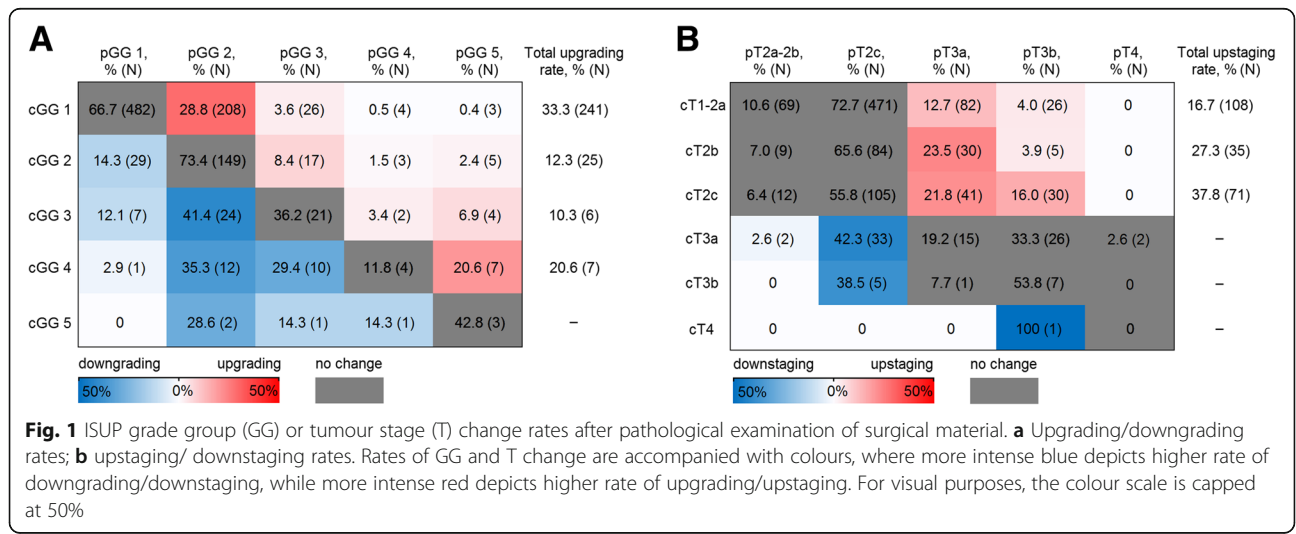 A
pGG 1, % (N) pGG 2, % (N) pGG 3, % (N) pGG 4, % (N) pGG 5, % (N) Total upgrading rate, % (N)
cGG 1 66.7 (482) 28.8 (208) 3.6 (26) 0.5 (4) 0.4 (3) 33.3 (241)
cGG 2 14.3 (29) 73.4 (149) 8.4 (17) 1.5 (3) 2.4 (5) 12.3 (25)
cGG 3 12.1 (7) 41.4 (24) 36.2 (21) 3.4 (2) 6.9 (4) 10.3 (6)
cGG 4 2.9 (1) 35.3 (12) 29.4 (10) 11.8 (4) 20.6 (7) 20.6 (7)
cGG 5 0 28.6 (2) 14.3 (1) 14.3 (1) 42.8 (3) –
downgrading upgrading no change
50% 0% 50%
B
pT2a-2b, % (N) pT2c, % (N) pT3a, % (N) pT3b, % (N) pT4, % (N) Total upstaging rate, % (N)
cT1-2a 10.6 (69) 72.7 (471) 12.7 (82) 4.0 (26) 0 16.7 (108)
cT2b 7.0 (9) 65.6 (84) 23.5 (30) 3.9 (5) 0 27.3 (35)
cT2c 6.4 (12) 55.8 (105) 21.8 (41) 16.0 (30) 0 37.8 (71)
cT3a 2.6 (2) 42.3 (33) 19.2 (15) 33.3 (26) 2.6 (2) –
cT3b 0 38.5 (5) 7.7 (1) 53.8 (7) 0 –
cT4 0 0 0 100 (1) 0 –
downstaging upstaging no change
50% 0% 50%
Fig. 1 ISUP grade group (GG) or tumour stage (T) change rates after pathological examination of surgical material. a Upgrading/downgrading
rates; b upstaging/ downstaging rates. Rates of GG and T change are accompanied with colours, where more intense blue depicts higher rate of
downgrading/downstaging, while more intense red depicts higher rate of upgrading/upstaging. For visual purposes, the colour scale is capped
at 50%